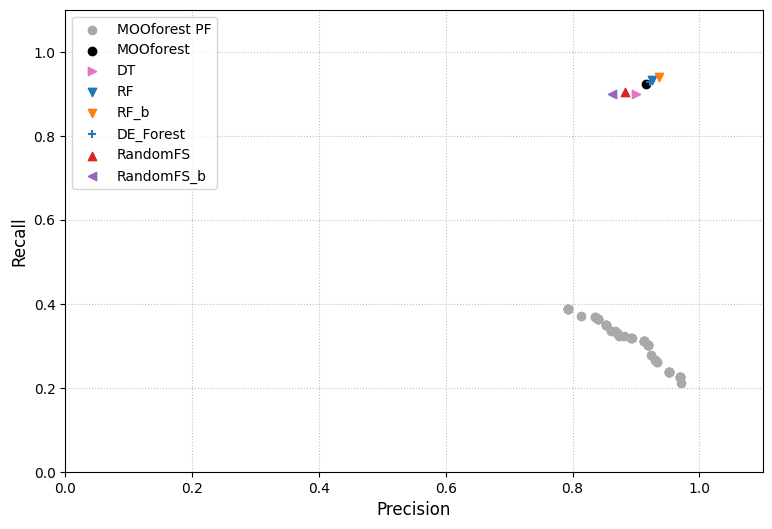 MOOforest PF
MOOforest
DT
RF
RF_b
DE_Forest
RandomFS
RandomFS_b
1.0
0.8
0.6
0.4
0.2
0.0
Recall
0.0 0.2 0.4 0.6 0.8 1.0
Precision